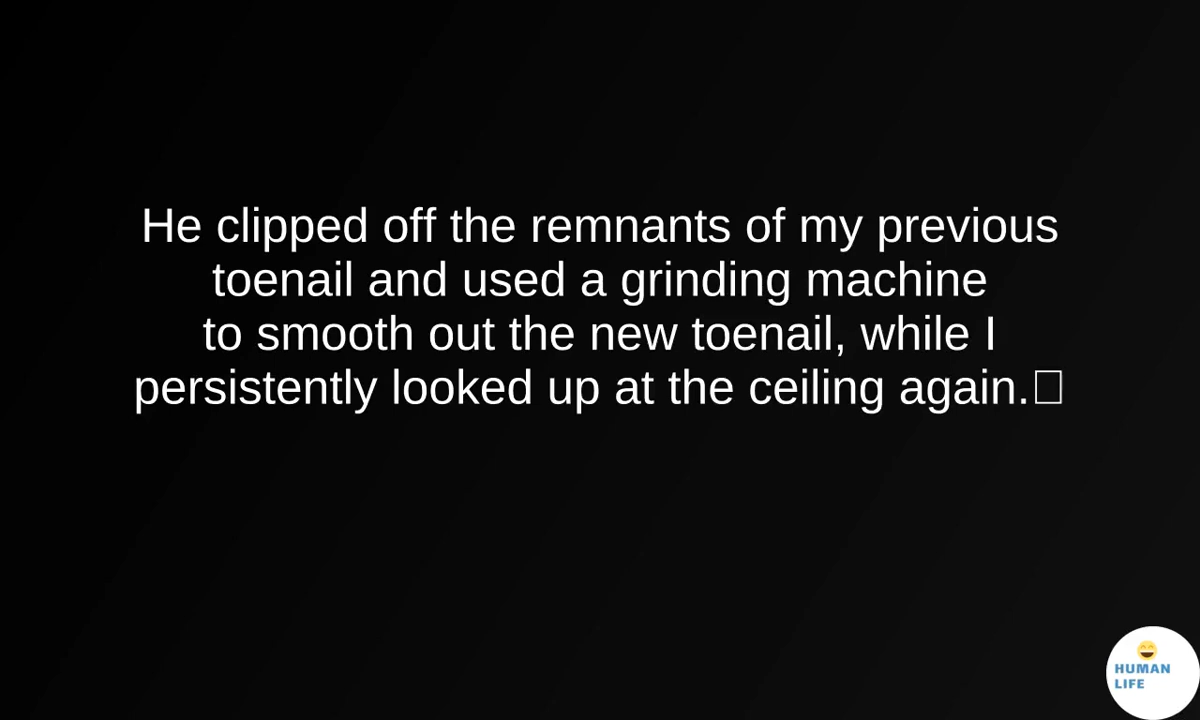 He clipped off the remnants of my previous
toenail and used a grinding machine
to smooth out the new toenail, while I
persistently looked up at the ceiling again.
HUMAN
LIFE